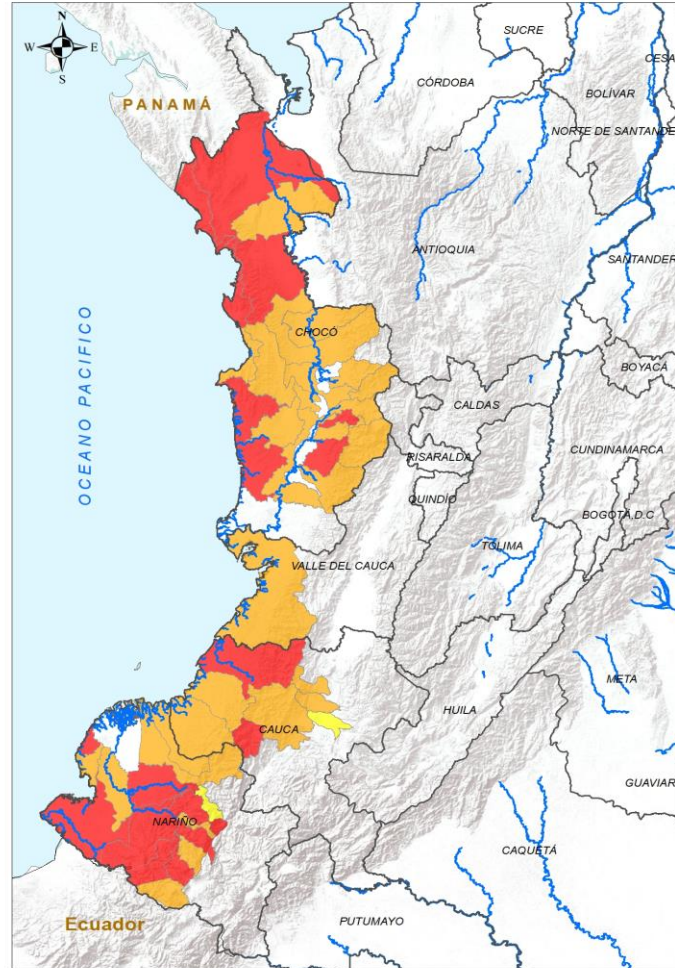 N
W E
S
SUCRE
CÓRDOBA
CESA
BOLÍVAR
PANAMÁ
NORTE DE SANTANDE
ANTIOQUIA
SANTANDER
OCEANO PACIFICO
CHOCÓ
BOYACÁ
CALDAS
CUNDINAMARCA
RISARALDA
QUINDÍO
BOGOTÁ,D.C
TOLIMA
VALLE DEL CAUCA
META
HUILA
CAUCA
GUAVIAR
NARIÑO
CAQUETÁ
Ecuador
PUTUMAYO